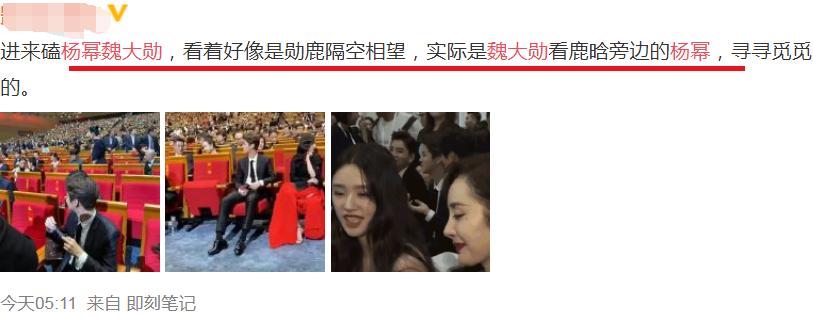 进来磕杨幂魏大勋，看着好像是勋鹿隔空相望，实际是魏大勋看鹿晗旁边的杨幂，寻寻觅觅
的。
今天05:11 来自 即刻笔记